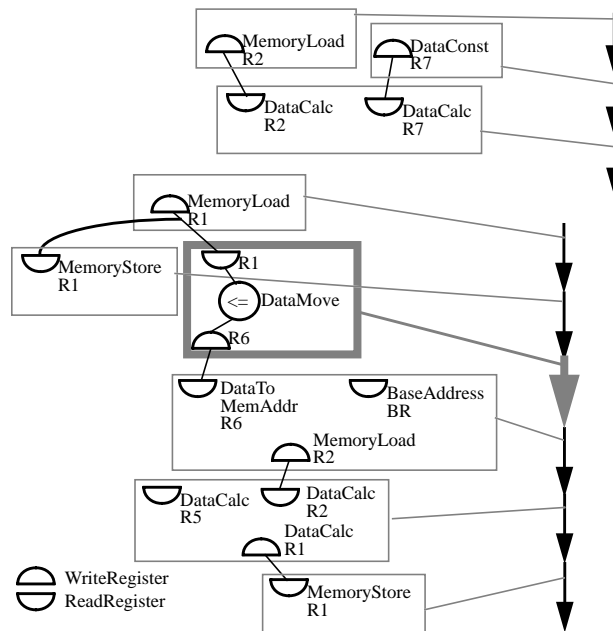 MemoryLoad
R2
DataConst
R7
DataCalc
R2
DataCalc
R7
MemoryLoad
R1
MemoryStore
R1
R1
<=
DataMove
R6
DataTo
MemAddr
R6
BaseAddress
BR
MemoryLoad
R2
DataCalc
R5
DataCalc
R2
DataCalc
R1
WriteRegister
ReadRegister
MemoryStore
R1